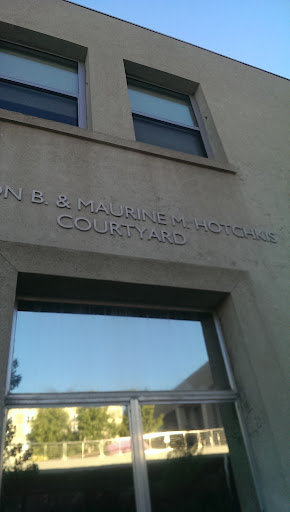 ON B. & MAURINE M. HOTCHKIS
COURTYARD